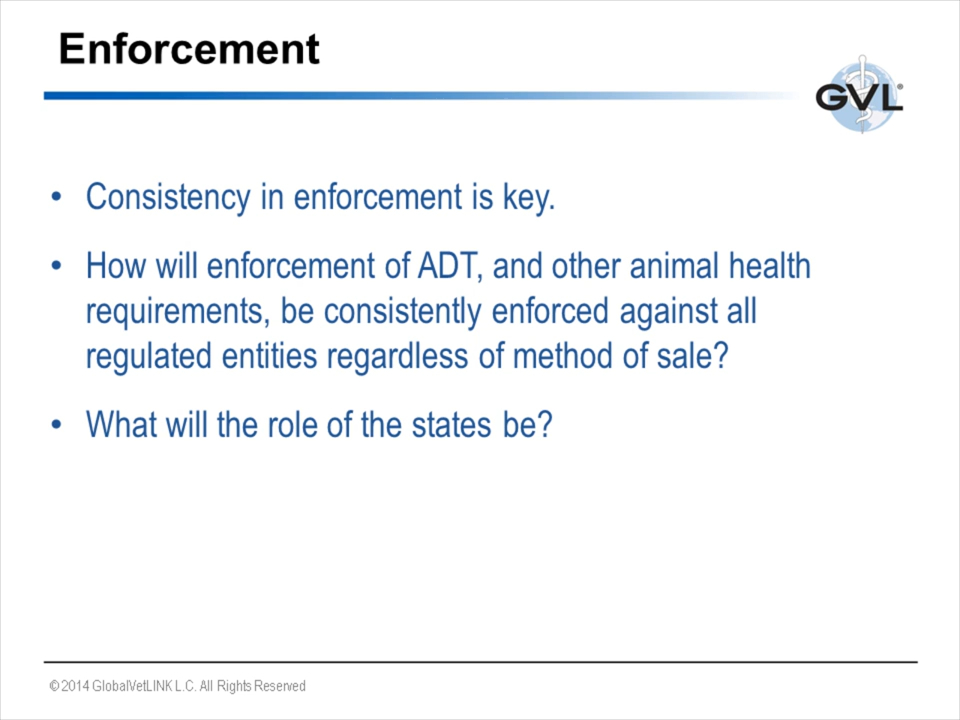 Enforcement
GVL®
• Consistency in enforcement is key.
• How will enforcement of ADT, and other animal health
requirements, be consistently enforced against all
regulated entities regardless of method of sale?
• What will the role of the states be?
© 2014 GlobalVetLINK L.C. All Rights Reserved